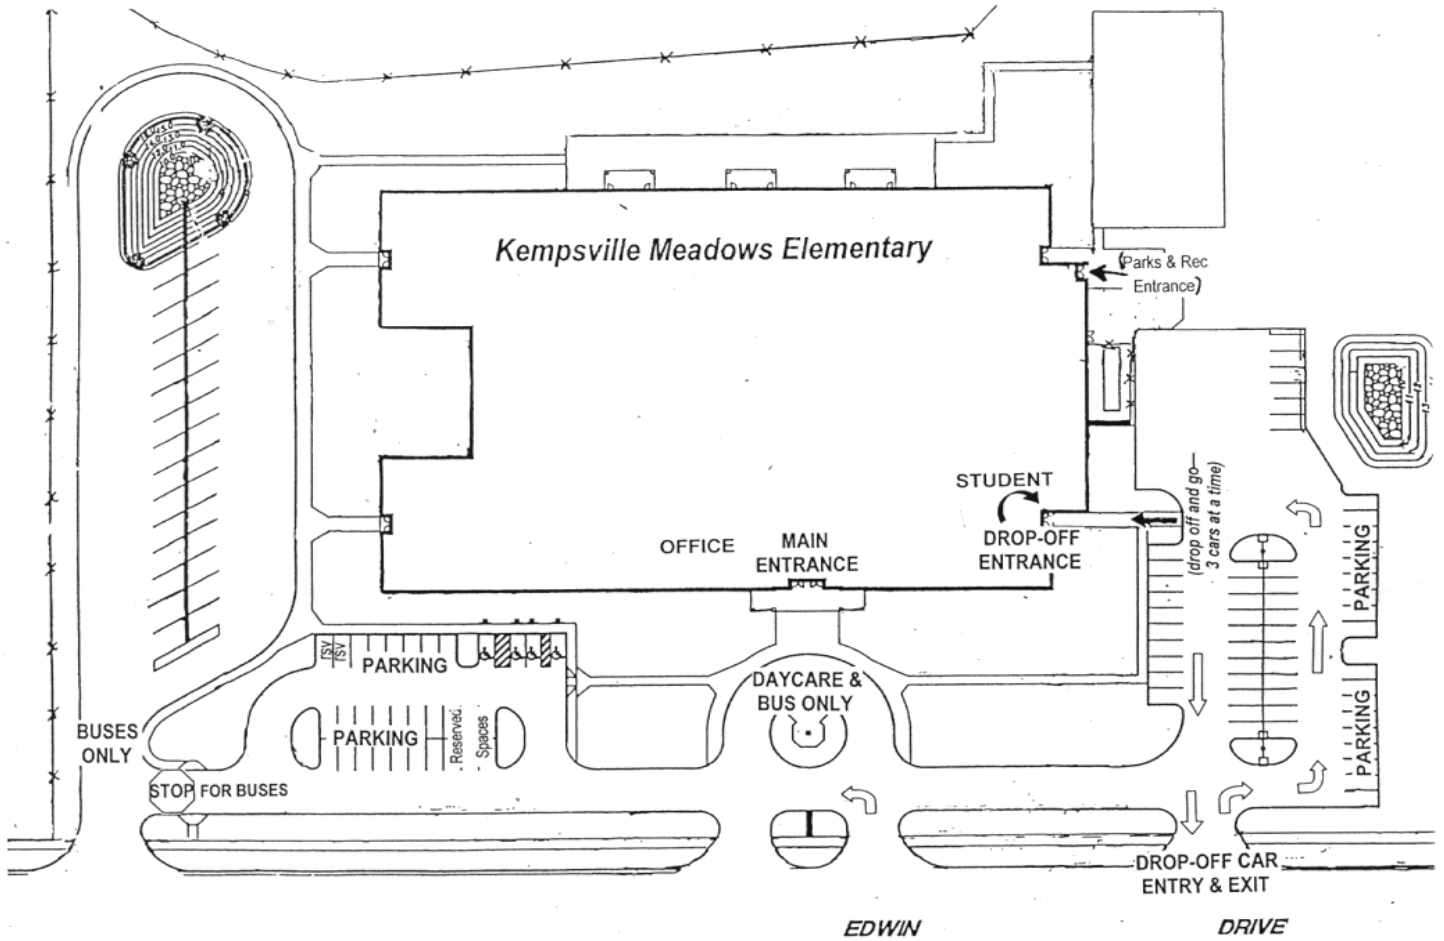 Kempsville Meadows Elementary
(Parks & Rec
Entrance)
STUDENT
DROP-OFF
ENTRANCE
OFFICE
MAIN
ENTRANCE
(drop off and go—
3 cars at a time)
PARKING
PARKING
rsv
rsv
PARKING
PARKING
Reserved
Spaces
DAYCARE &
BUS ONLY
BUSES
ONLY
STOP FOR BUSES
DROP-OFF CAR
ENTRY & EXIT
EDWIN DRIVE